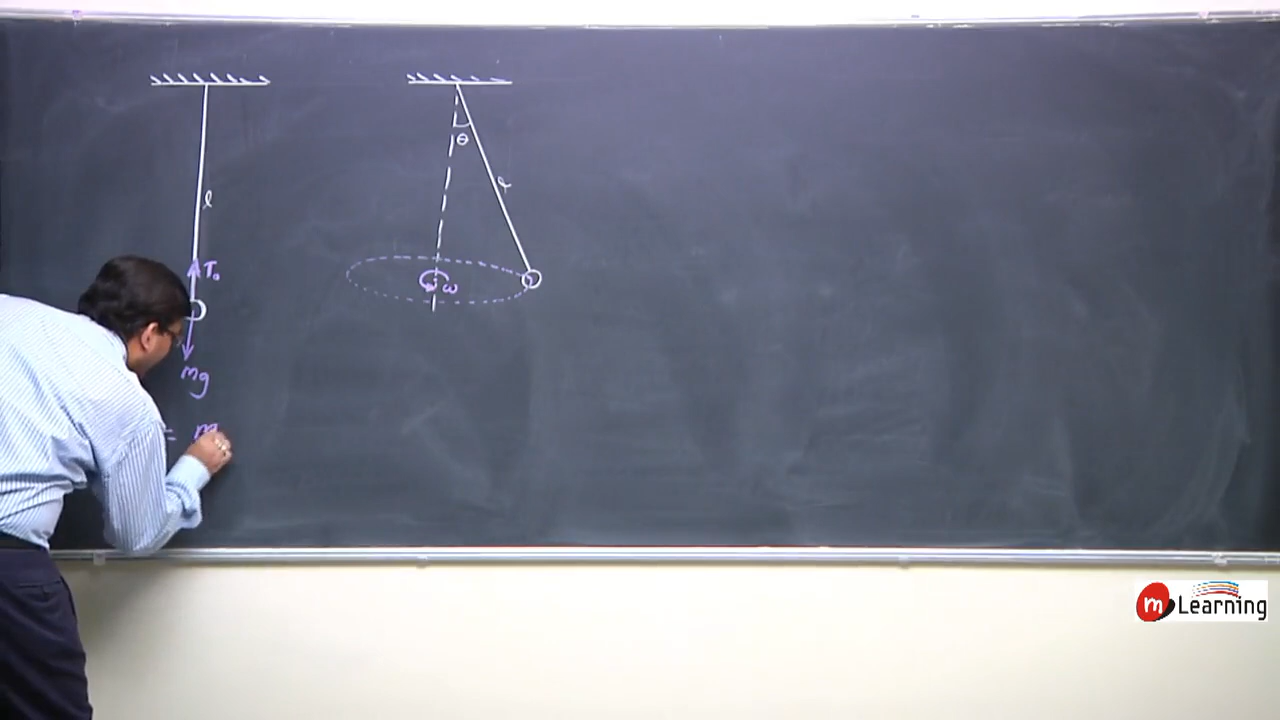 θ
l
l
T₀
ω
mg
= m
m Learning